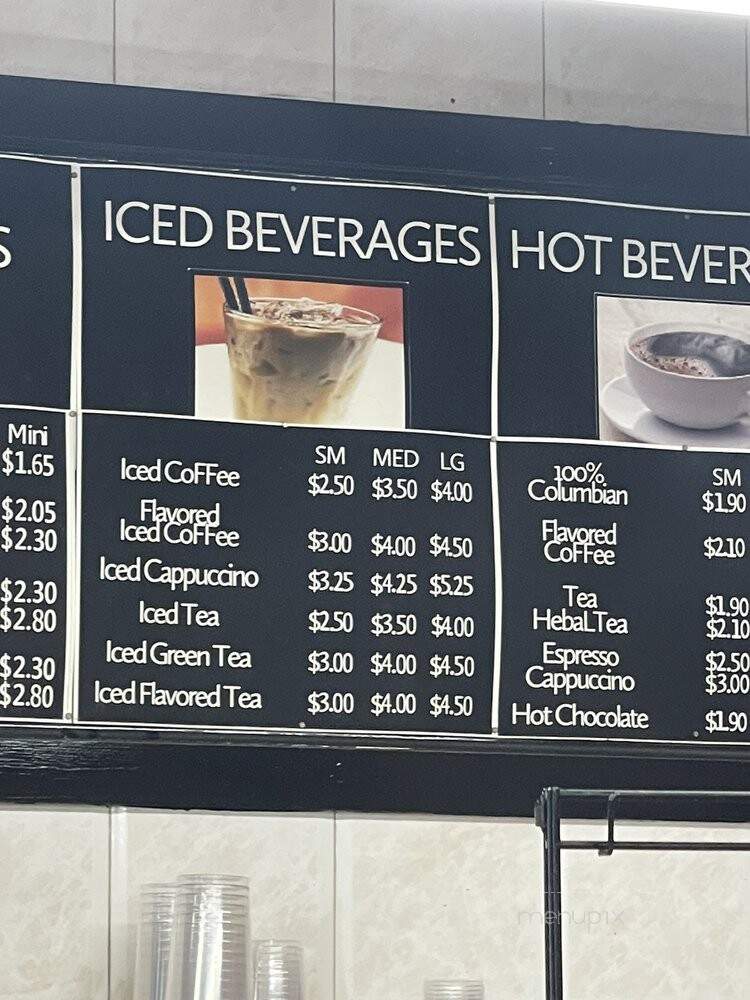 S
Mini
$1.65
$2.05
$2.30
$2.30
$2.80
$2.30
$2.80
ICED BEVERAGES
SM MED LG
Iced CoFFee $2.50 $3.50 $4.00
Flavored
Iced CoFFee $3.00 $4.00 $4.50
Iced Cappuccino $3.25 $4.25 $5.25
Iced Tea $2.50 $3.50 $4.00
Iced Green Tea $3.00 $4.00 $4.50
Iced Flavored Tea $3.00 $4.00 $4.50
HOT BEVER
SM
100%
Columbian $1.90
Flavored
CoFFee $2.10
Tea $1.90
Hebal Tea $2.10
Espresso $2.50
Cappuccino $3.00
Hot Chocolate $1.90
menupix